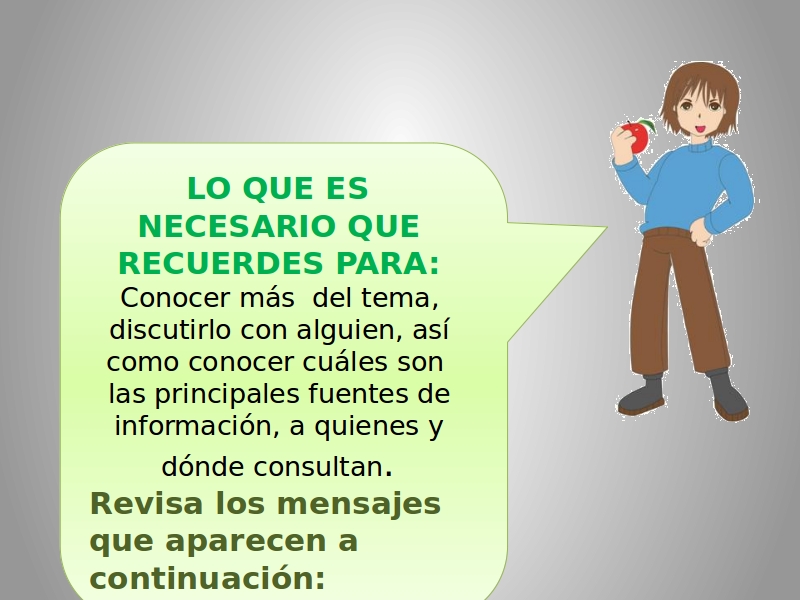 LO QUE ES
NECESARIO QUE
RECUERDES PARA:
Conocer más  del tema,
discutirlo con alguien, así
como conocer cuáles son
las principales fuentes de
información, a quienes y
dónde consultan.
Revisa los mensajes
que aparecen a
continuación: